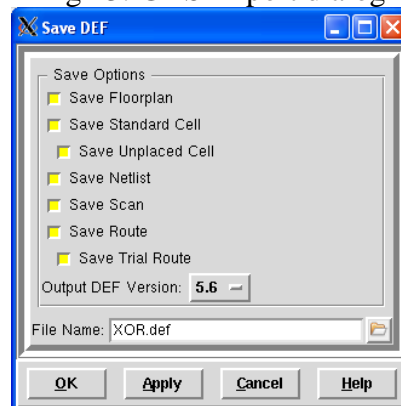 Save DEF
Save Options
Save Floorplan
Save Standard Cell
Save Unplaced Cell
Save Netlist
Save Scan
Save Route
Save Trial Route
Output DEF Version: 5.6
File Name: XOR.def
OK Apply Cancel Help